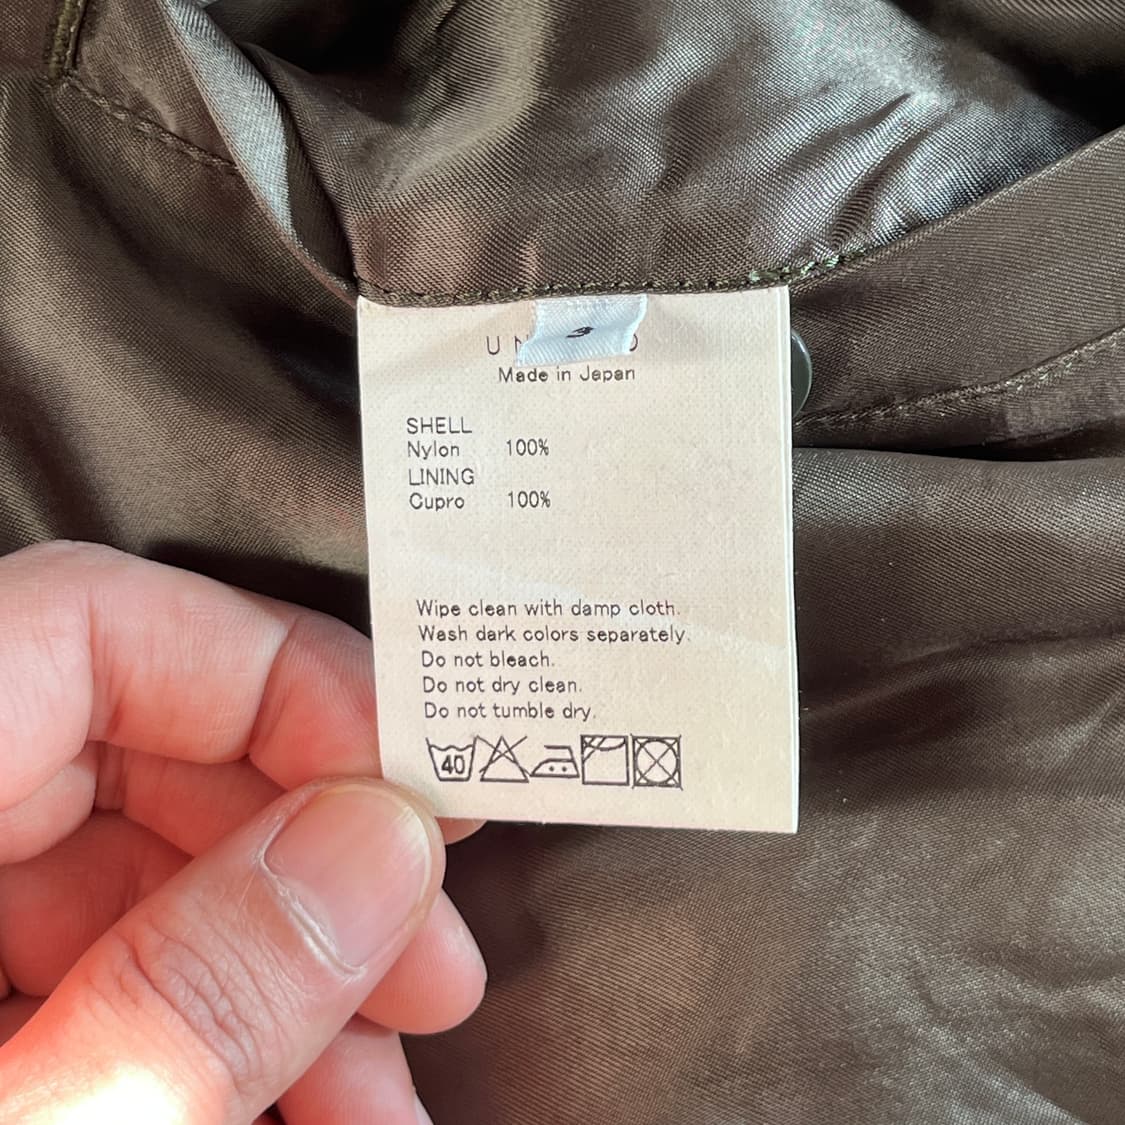 3
Made in Japan
SHELL
Nylon 100%
LINING
Cupro 100%
Wipe clean with damp cloth.
Wash dark colors separately.
Do not bleach.
Do not dry clean.
Do not tumble dry.
40